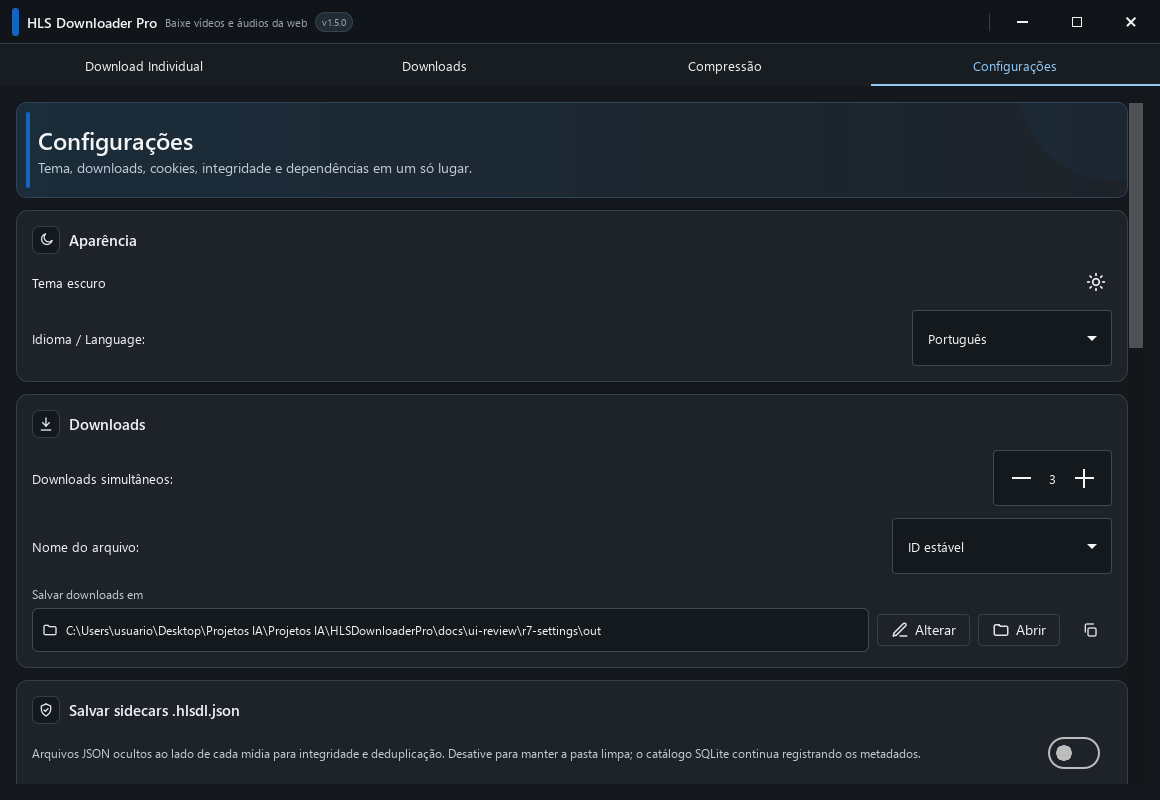 HLS Downloader Pro Baixe vídeos e áudios da web v1.5.0
Download Individual Downloads Compressão Configurações
Configurações
Tema, downloads, cookies, integridade e dependências em um só lugar.
Aparência
Tema escuro
Idioma / Language: Português
Downloads
Downloads simultâneos: 3
Nome do arquivo: ID estável
Salvar downloads em
C:\Users\usuario\Desktop\Projetos IA\Projetos IA\HLSDownloaderPro\docs\ui-review\r7-settings\out Alterar Abrir
Salvar sidecars .hlsdl.json
Arquivos JSON ocultos ao lado de cada mídia para integridade e deduplicação. Desative para manter a pasta limpa; o catálogo SQLite continua registrando os metadados.